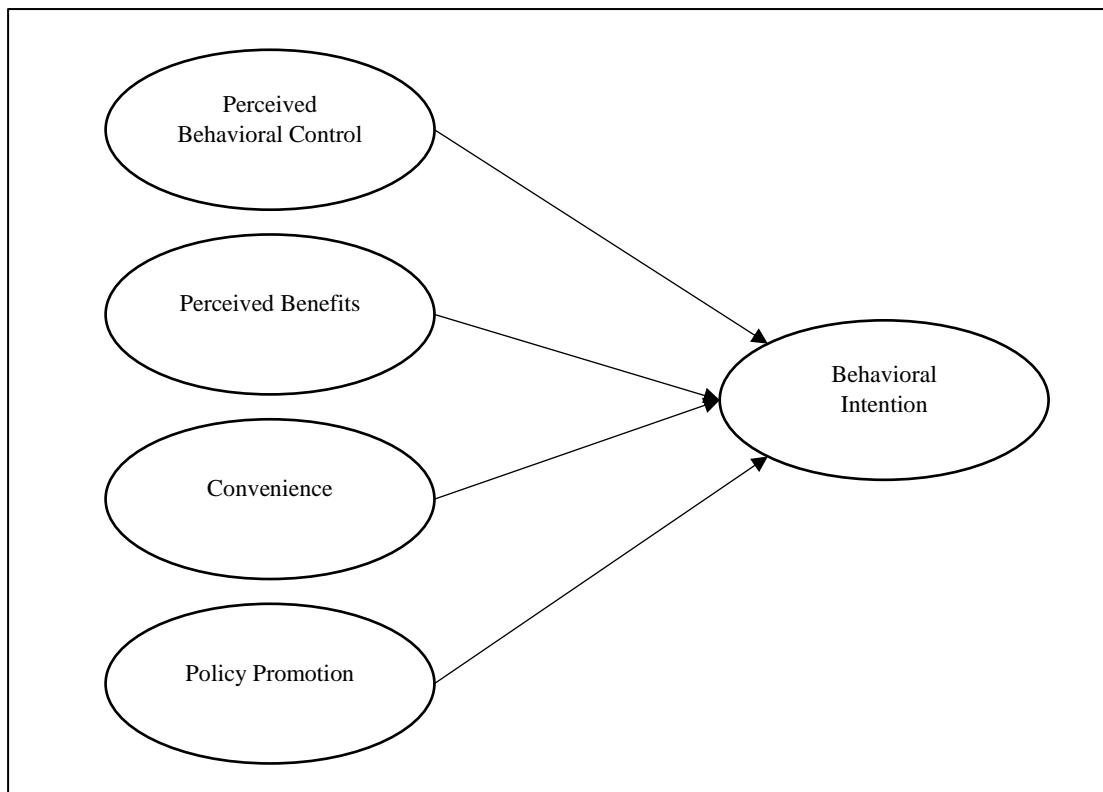 Perceived
Behavioral Control
Perceived Benefits
Convenience
Policy Promotion
Behavioral
Intention